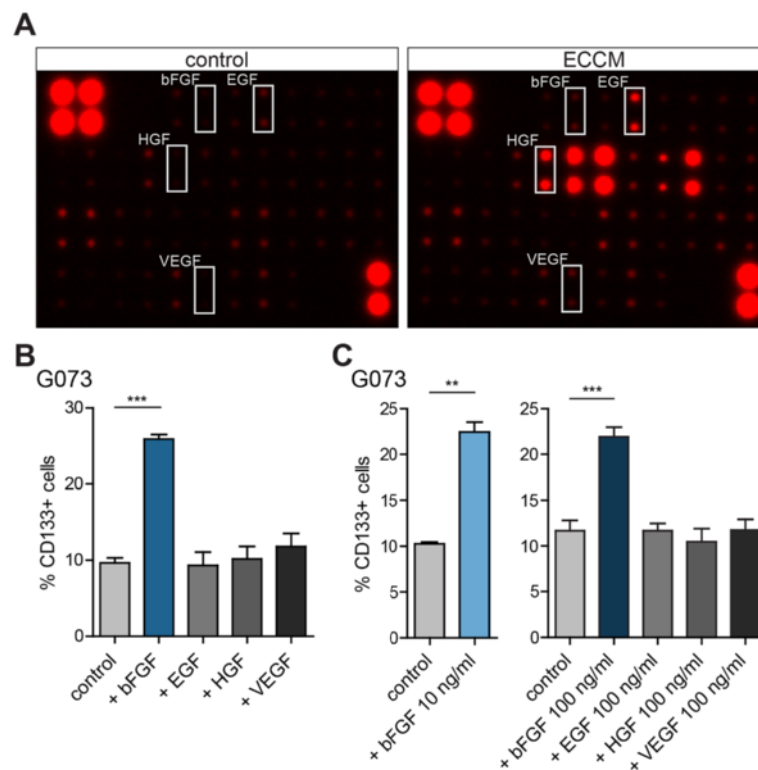 A
control
ECCM
bFGF EGF
HGF
VEGF
bFGF EGF
HGF
VEGF
B
G073
***
30
20
10
0
% CD133+ cells
control
+ bFGF
+ EGF
+ HGF
+ VEGF
C
G073
**
25
20
15
10
5
0
% CD133+ cells
control
+ bFGF 10 ng/ml
***
25
20
15
10
5
0
control
+ bFGF 100 ng/ml
+ EGF 100 ng/ml
+ HGF 100 ng/ml
+ VEGF 100 ng/ml